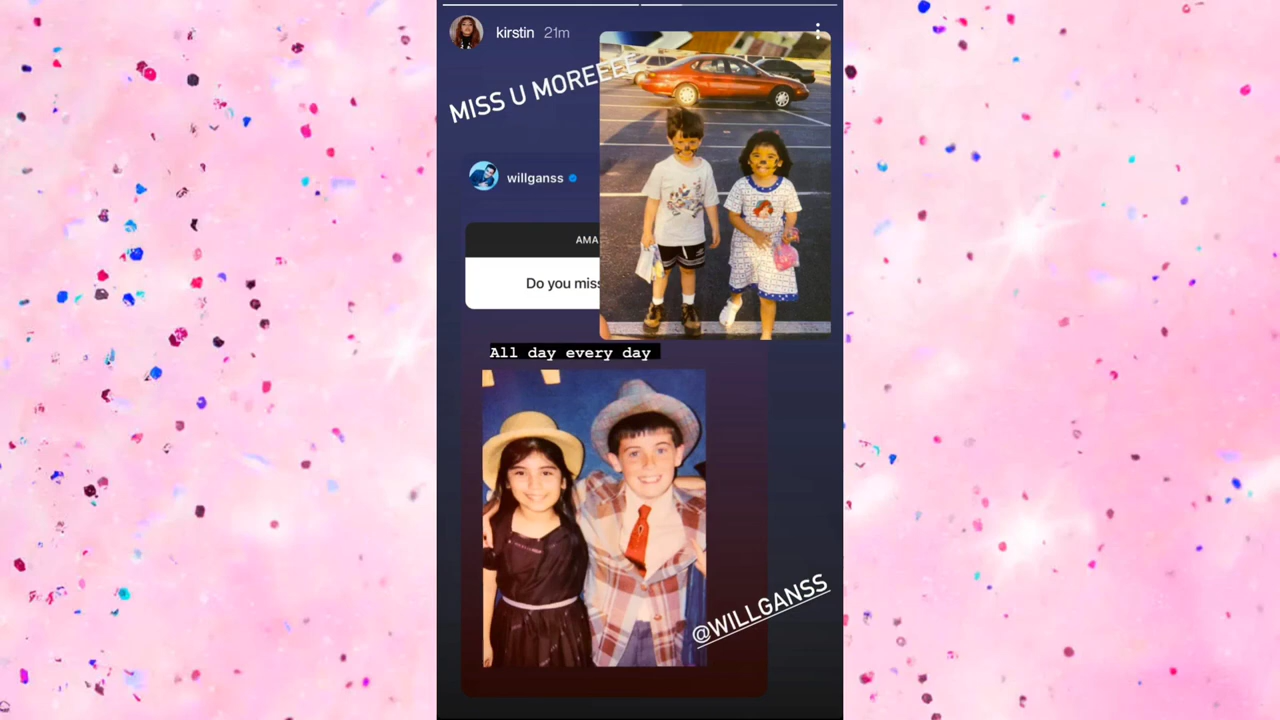 kirstin 21m
MISS U MOREEEE
willganss
AMA
Do you miss
All day every day
@WILLGANSS